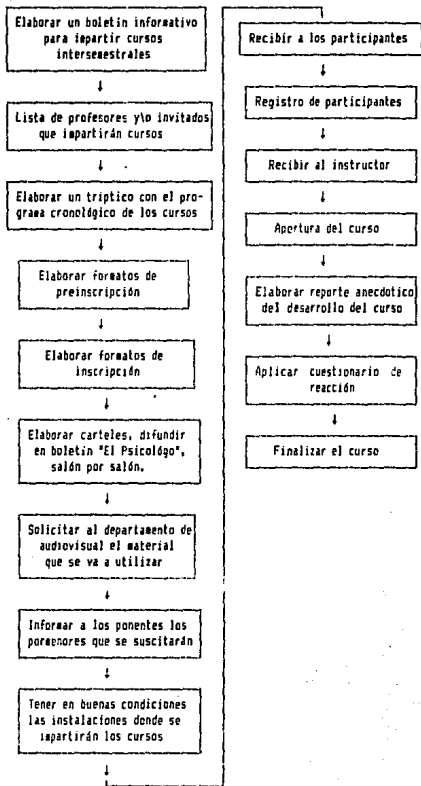 Elaborar un boletín informativo
para impartir cursos
intersemestrales
Lista de profesores y\o invitados
que impartirán cursos
Elaborar un tríptico con el pro-
grama cronológico de los cursos
Elaborar formatos de
preinscripción
Elaborar formatos de
inscripción
Elaborar carteles, difundir
en boletín "El Psicológo",
salón por salón.
Solicitar al departamento de
audiovisual el material
que se va a utilizar
Informar a los ponentes los
pormenores que se suscitarán
Tener en buenas condiciones
las instalaciones donde se
impartirán los cursos
Recibir a los participantes
Registro de participantes
Recibir al instructor
Apertura del curso
Elaborar reporte anecdótico
del desarrollo del curso
Aplicar cuestionario de
reacción
Finalizar el curso